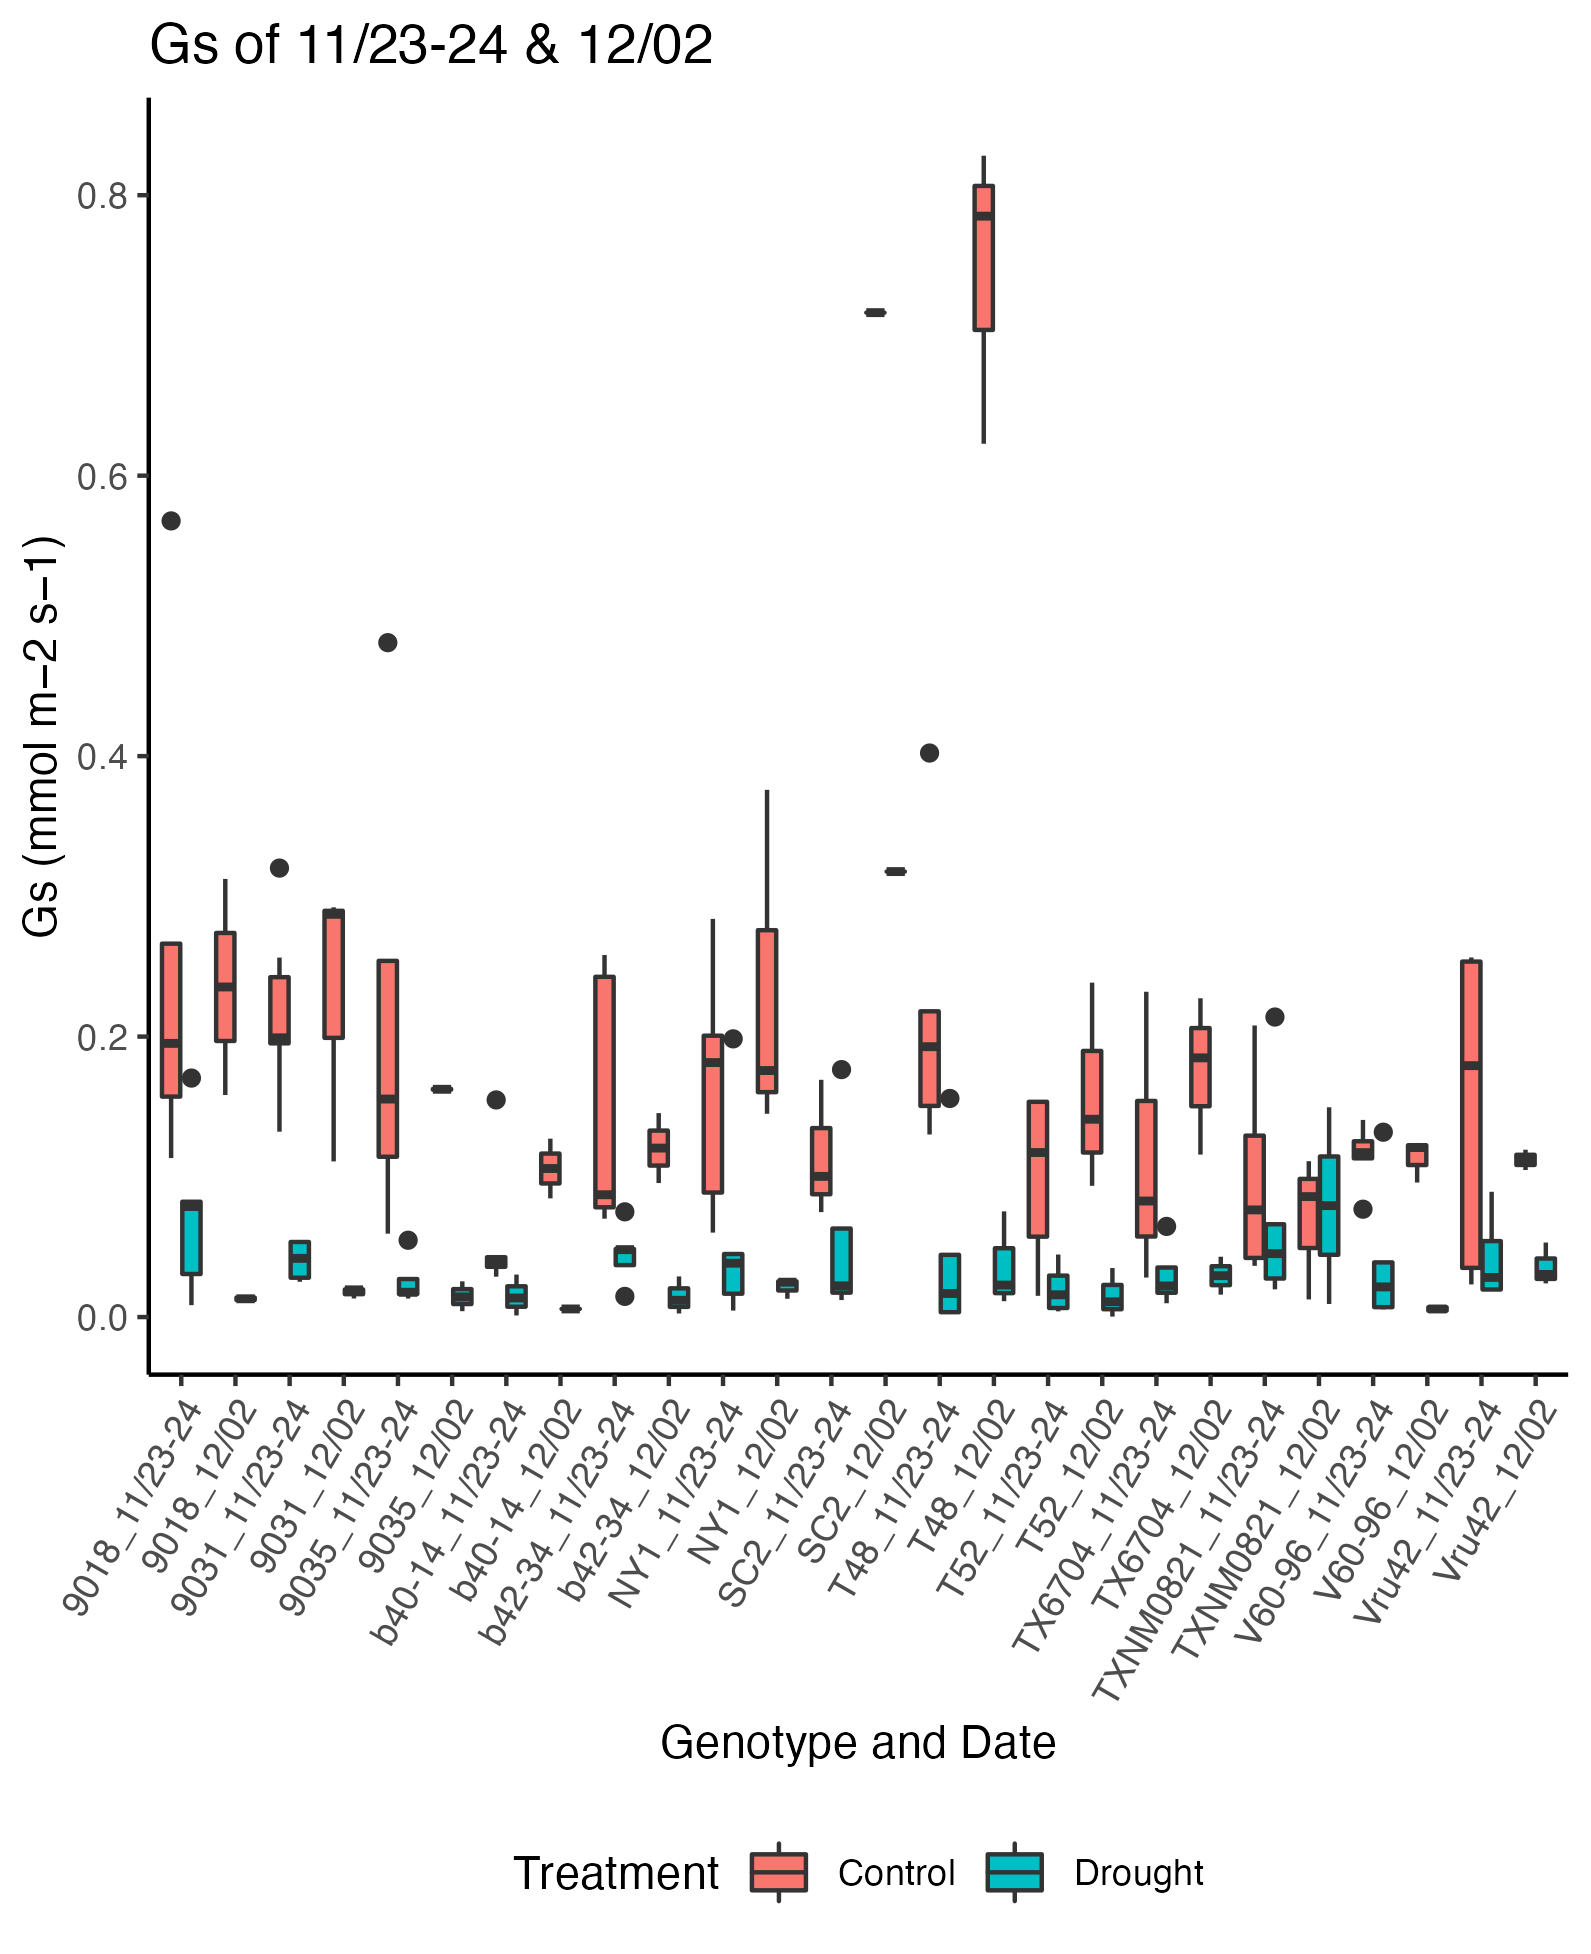 Gs of 11/23-24 & 12/02
Gs (mmol m−2 s−1)
0.8
0.6
0.4
0.2
0.0
9018_11/23-24
9018_12/02
9031_11/23-24
9031_12/02
9035_11/23-24
9035_12/02
b40-14_11/23-24
b40-14_12/02
b42-34_11/23-24
b42-34_12/02
NY1_11/23-24
NY1_12/02
SC2_11/23-24
SC2_12/02
T48_11/23-24
T48_12/02
T52_11/23-24
T52_12/02
TX6704_11/23-24
TX6704_12/02
TXNM0821_11/23-24
TXNM0821_12/02
V60-96_11/23-24
V60-96_12/02
Vru42_11/23-24
Vru42_12/02
Genotype and Date
Treatment Control Drought